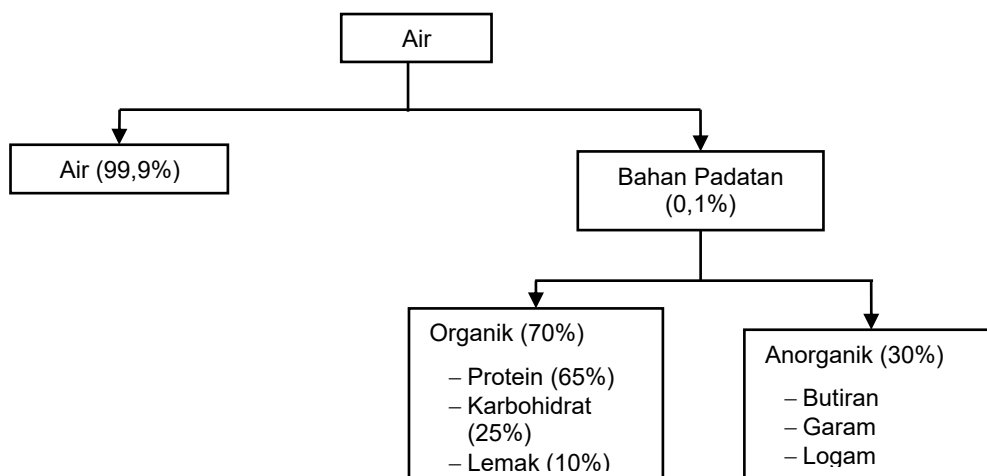 Air
Air (99,9%)
Bahan Padatan
(0,1%)
Organik (70%)
– Protein (65%)
– Karbohidrat
(25%)
– Lemak (10%)
Anorganik (30%)
– Butiran
– Garam
– Logam